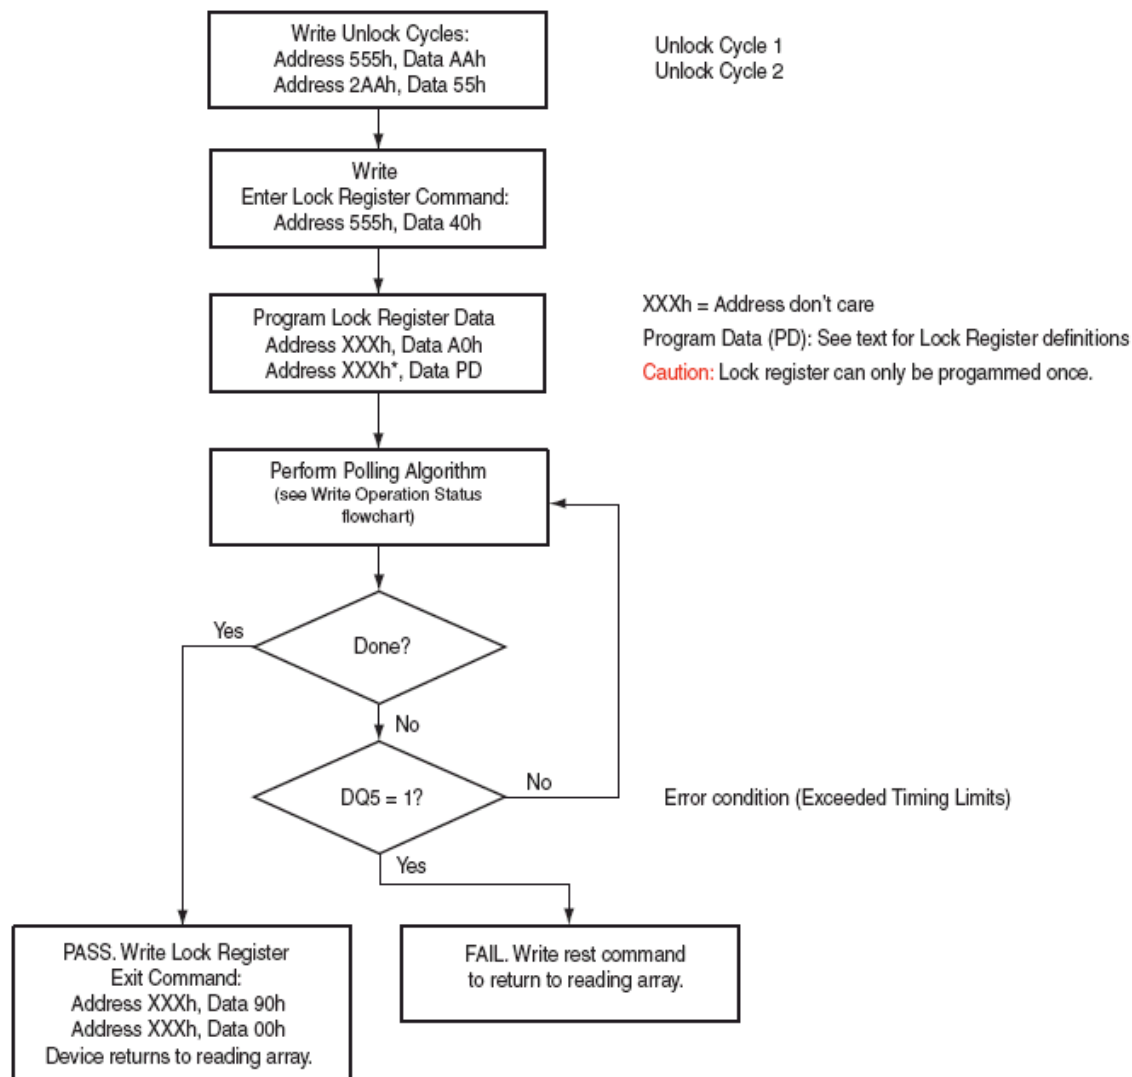 Write Unlock Cycles:
Address 555h, Data AAh
Address 2AAh, Data 55h
Unlock Cycle 1
Unlock Cycle 2
Write
Enter Lock Register Command:
Address 555h, Data 40h
Program Lock Register Data
Address XXXh, Data A0h
Address XXXh*, Data PD
XXXh = Address don't care
Program Data (PD): See text for Lock Register definitions
Caution: Lock register can only be progammed once.
Perform Polling Algorithm
(see Write Operation Status
flowchart)
Yes
Done?
No
DQ5 = 1?
No
Error condition (Exceeded Timing Limits)
Yes
PASS. Write Lock Register
Exit Command:
Address XXXh, Data 90h
Address XXXh, Data 00h
Device returns to reading array.
FAIL. Write rest command
to return to reading array.